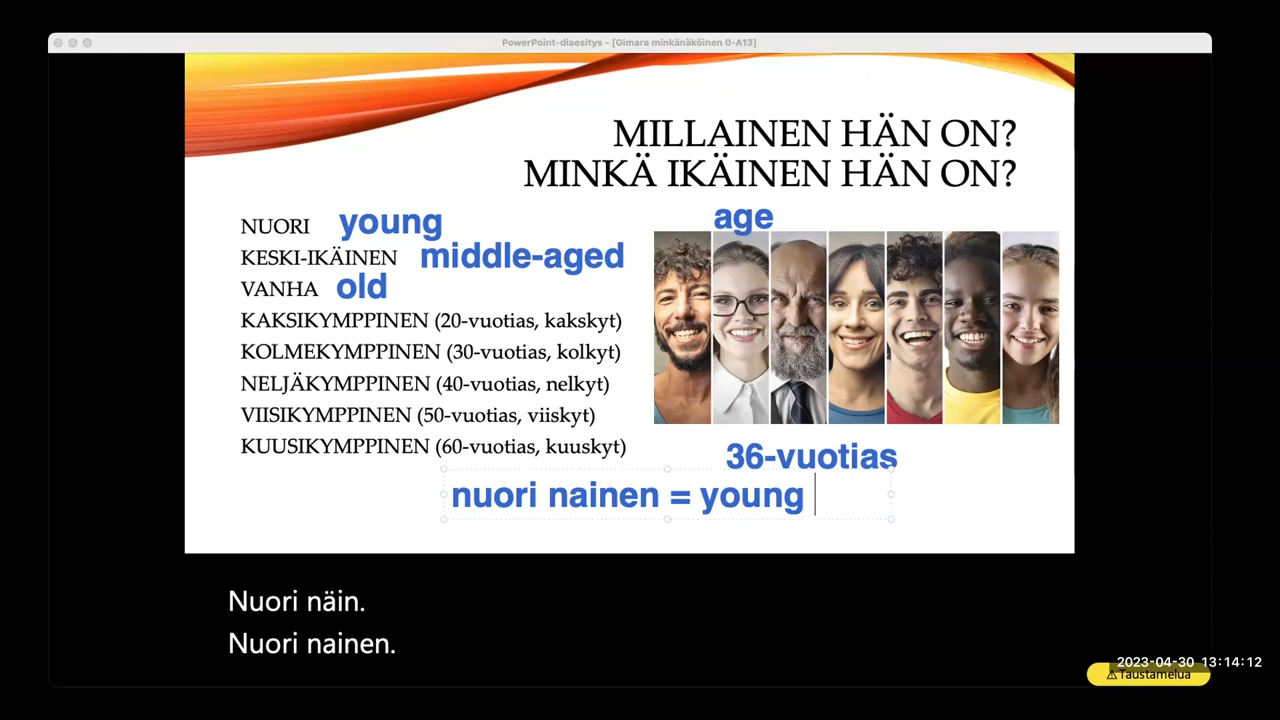 PowerPoint-diaesitys - [Gimara minkänäköinen 0-A13]
MILLAINEN HÄN ON?
MINKÄ IKÄINEN HÄN ON?
age
NUORI young
KESKI-IKÄINEN middle-aged
VANHA old
KAKSIKYMPPINEN (20-vuotias, kakskyt)
KOLMEKYMPPINEN (30-vuotias, kolkyt)
NELJÄKYMPPINEN (40-vuotias, nelkyt)
VIISIKYMPPINEN (50-vuotias, viiskyt)
KUUSIKYMPPINEN (60-vuotias, kuuskyt)
36-vuotias
nuori nainen = young
Nuori näin.
Nuori nainen.
2023-04-30 13:14:12
⚠Taustamelua